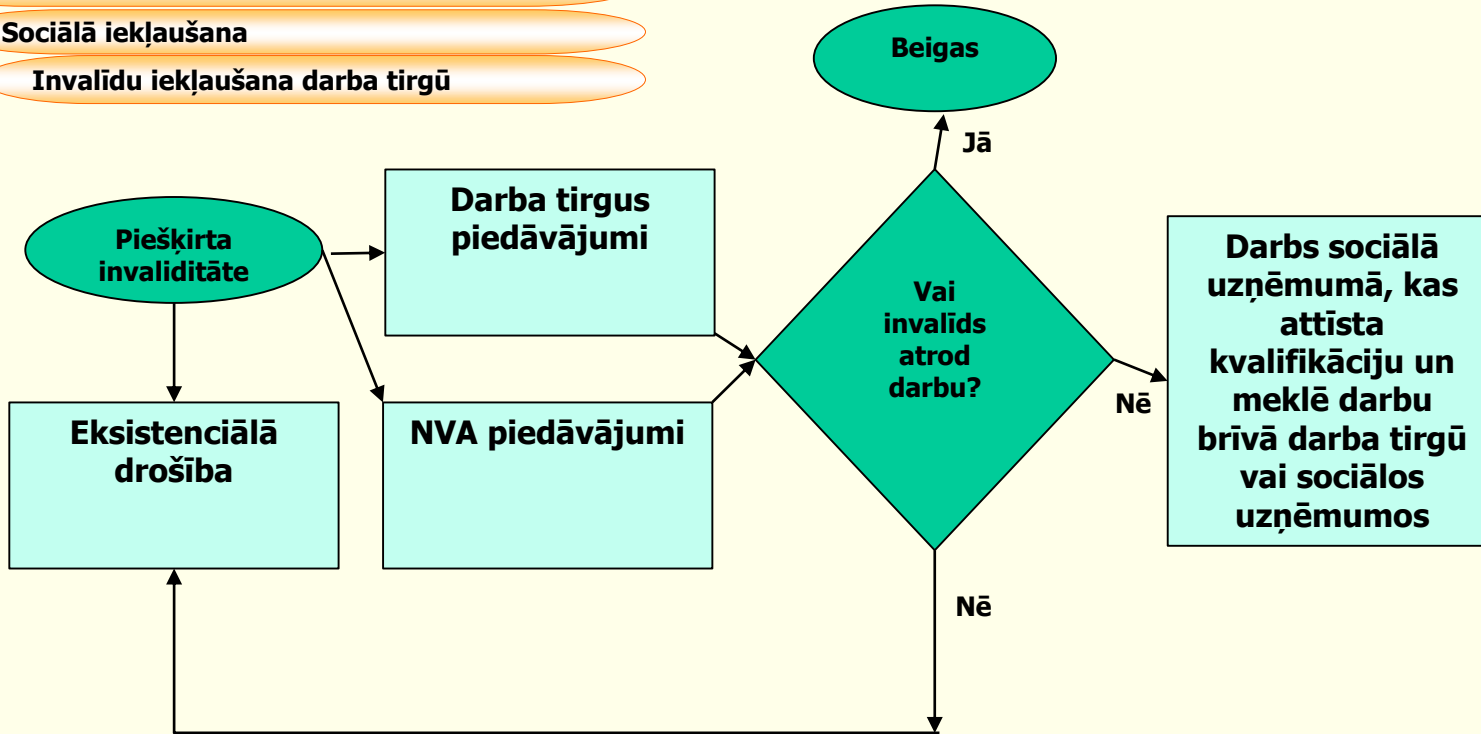 Sociālā iekļaušana
Invalīdu iekļaušana darba tirgū
Beigas
Jā
Piešķirta
invaliditāte
Darba tirgus
piedāvājumi
Vai
invalīds
atrod
darbu?
Darbs sociālā
uzņēmumā, kas
attīsta
kvalifikāciju un
meklē darbu
brīvā darba tirgū
vai sociālos
uzņēmumos
Nē
Eksistenciālā
drošība
NVA piedāvājumi
Nē